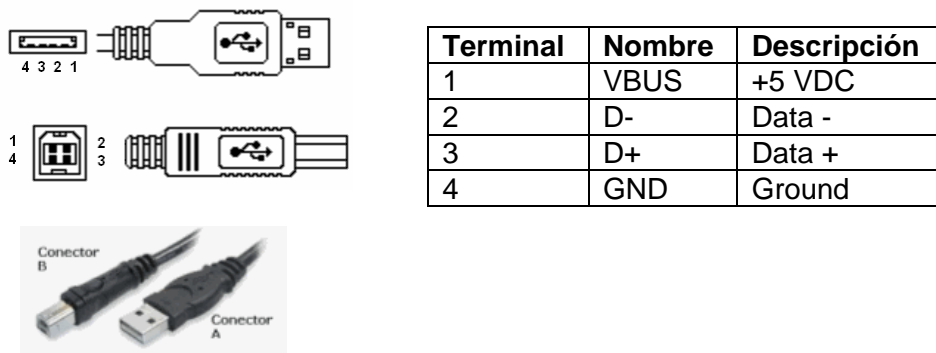 4 3 2 1
1 2
4 3
Terminal Nombre Descripción
1 VBUS +5 VDC
2 D- Data -
3 D+ Data +
4 GND Ground
Conector
B
Conector
A